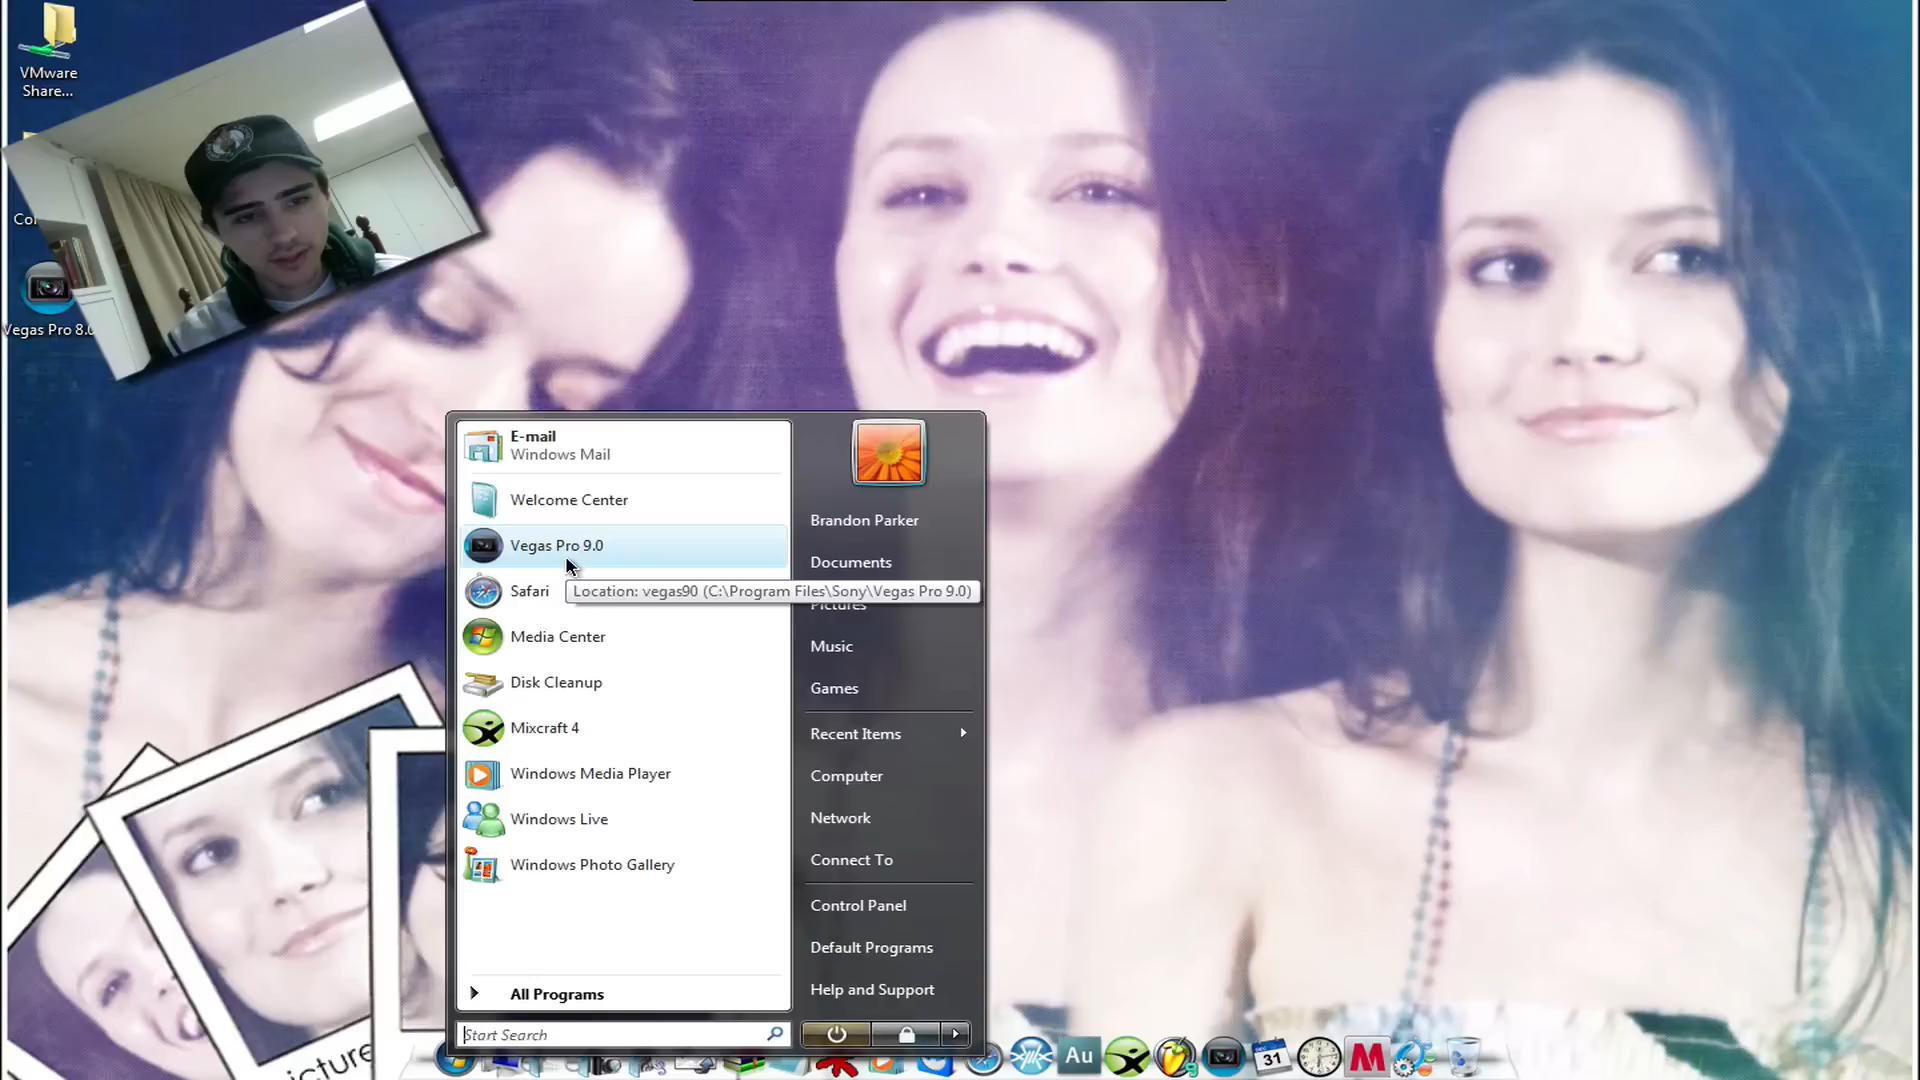 VMware
Share...
Vegas Pro 8.0
E-mail
Windows Mail
Welcome Center
Vegas Pro 9.0
Safari
Location: vegas90 (C:\Program Files\Sony\Vegas Pro 9.0)
Media Center
Disk Cleanup
Mixcraft 4
Windows Media Player
Windows Live
Windows Photo Gallery
All Programs
Start Search
Brandon Parker
Documents
Pictures
Music
Games
Recent Items
Computer
Network
Connect To
Control Panel
Default Programs
Help and Support
Au
31